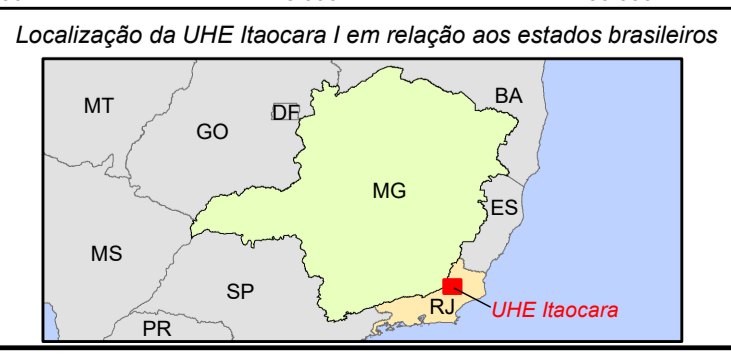 Localização da UHE Itaocara I em relação aos estados brasileiros
MT
GO
DF
BA
MG
ES
MS
SP
RJ
UHE Itaocara
PR